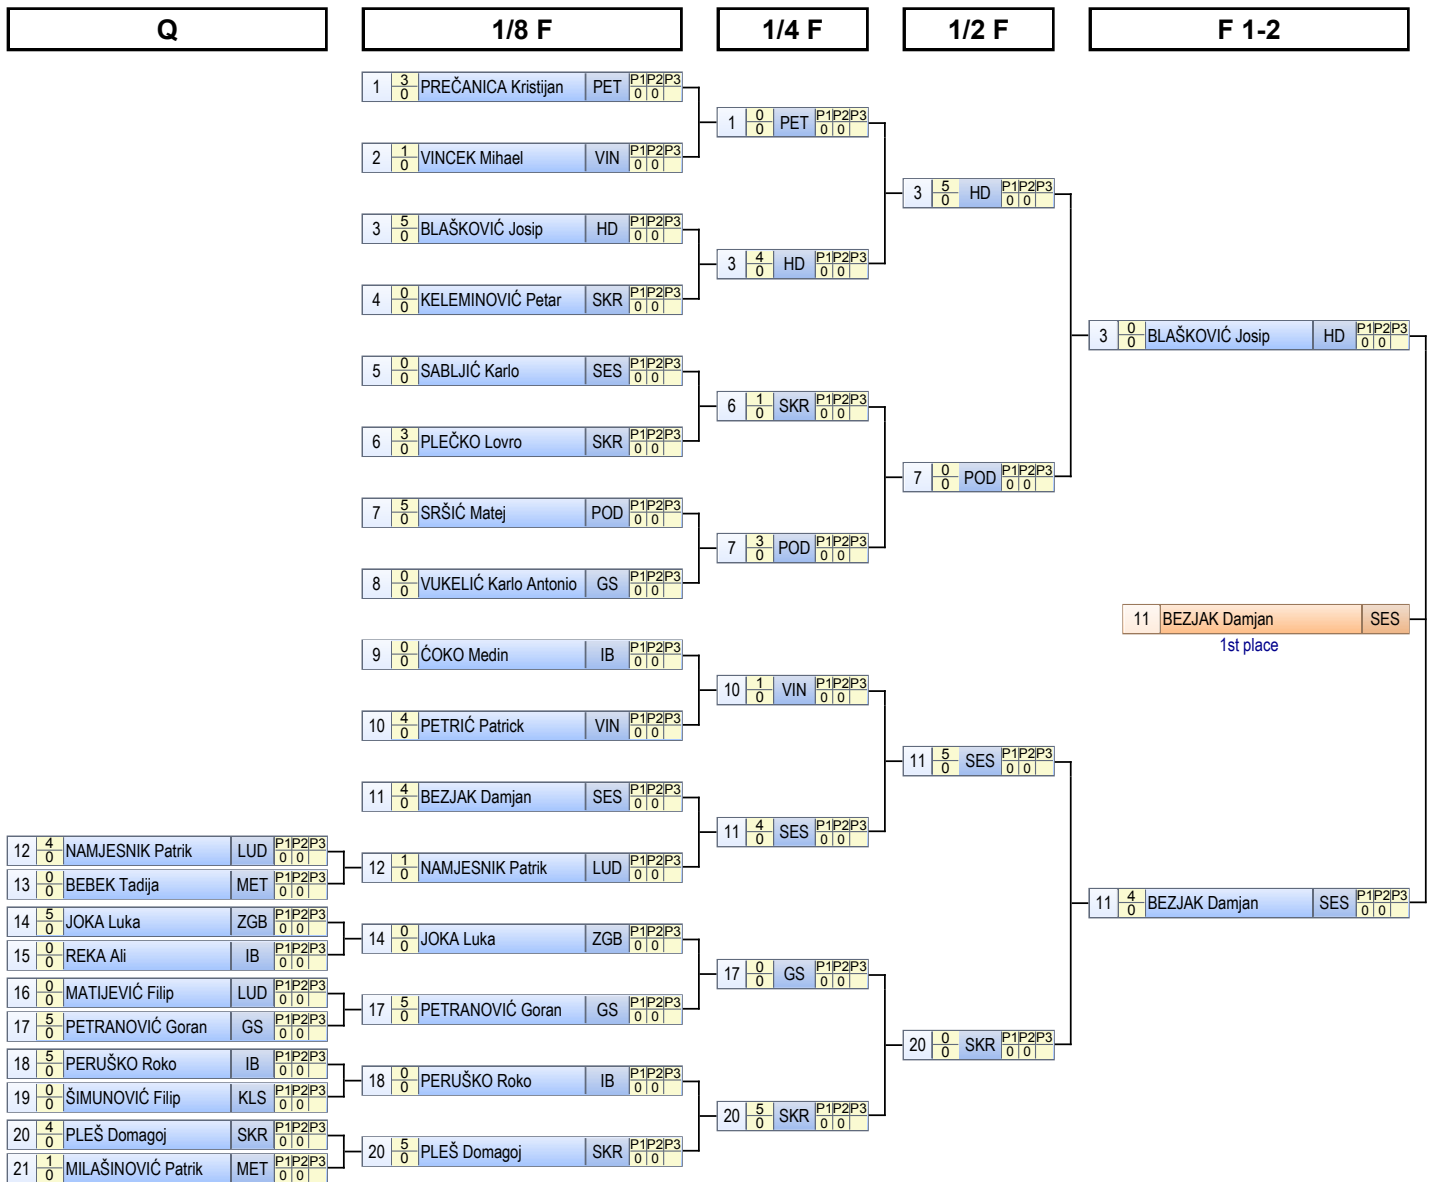 Q 1/8 F 1/4 F 1/2 F F 1-2
1 3 0 PREČANICA Kristijan PET P1 P2 P3 0 0
1 0 0 PET P1 P2 P3 0 0
2 1 0 VINCEK Mihael VIN P1 P2 P3 0 0
3 5 0 HD P1 P2 P3 0 0
3 5 0 BLAŠKOVIĆ Josip HD P1 P2 P3 0 0
3 4 0 HD P1 P2 P3 0 0
4 0 0 KELEMINOVIĆ Petar SKR P1 P2 P3 0 0
3 0 0 BLAŠKOVIĆ Josip HD P1 P2 P3 0 0
5 0 0 SABLJIĆ Karlo SES P1 P2 P3 0 0
6 1 0 SKR P1 P2 P3 0 0
6 3 0 PLEČKO Lovro SKR P1 P2 P3 0 0
7 0 0 POD P1 P2 P3 0 0
7 5 0 SRŠIĆ Matej POD P1 P2 P3 0 0
7 3 0 POD P1 P2 P3 0 0
8 0 0 VUKELIĆ Karlo Antonio GS P1 P2 P3 0 0
11 BEZJAK Damjan SES
1st place
9 0 0 ĆOKO Medin IB P1 P2 P3 0 0
10 1 0 VIN P1 P2 P3 0 0
10 4 0 PETRIĆ Patrick VIN P1 P2 P3 0 0
11 5 0 SES P1 P2 P3 0 0
11 4 0 BEZJAK Damjan SES P1 P2 P3 0 0
11 4 0 SES P1 P2 P3 0 0
12 4 0 NAMJESNIK Patrik LUD P1 P2 P3 0 0
12 1 0 NAMJESNIK Patrik LUD P1 P2 P3 0 0
13 0 0 BEBEK Tadija MET P1 P2 P3 0 0
11 4 0 BEZJAK Damjan SES P1 P2 P3 0 0
14 5 0 JOKA Luka ZGB P1 P2 P3 0 0
14 0 0 JOKA Luka ZGB P1 P2 P3 0 0
15 0 0 REKA Ali IB P1 P2 P3 0 0
17 0 0 GS P1 P2 P3 0 0
16 0 0 MATIJEVIĆ Filip LUD P1 P2 P3 0 0
17 5 0 PETRANOVIĆ Goran GS P1 P2 P3 0 0
17 5 0 PETRANOVIĆ Goran GS P1 P2 P3 0 0
20 0 0 SKR P1 P2 P3 0 0
18 5 0 PERUŠKO Roko IB P1 P2 P3 0 0
18 0 0 PERUŠKO Roko IB P1 P2 P3 0 0
19 0 0 ŠIMUNOVIĆ Filip KLS P1 P2 P3 0 0
20 5 0 SKR P1 P2 P3 0 0
20 4 0 PLEŠ Domagoj SKR P1 P2 P3 0 0
20 5 0 PLEŠ Domagoj SKR P1 P2 P3 0 0
21 1 0 MILAŠINOVIĆ Patrik MET P1 P2 P3 0 0